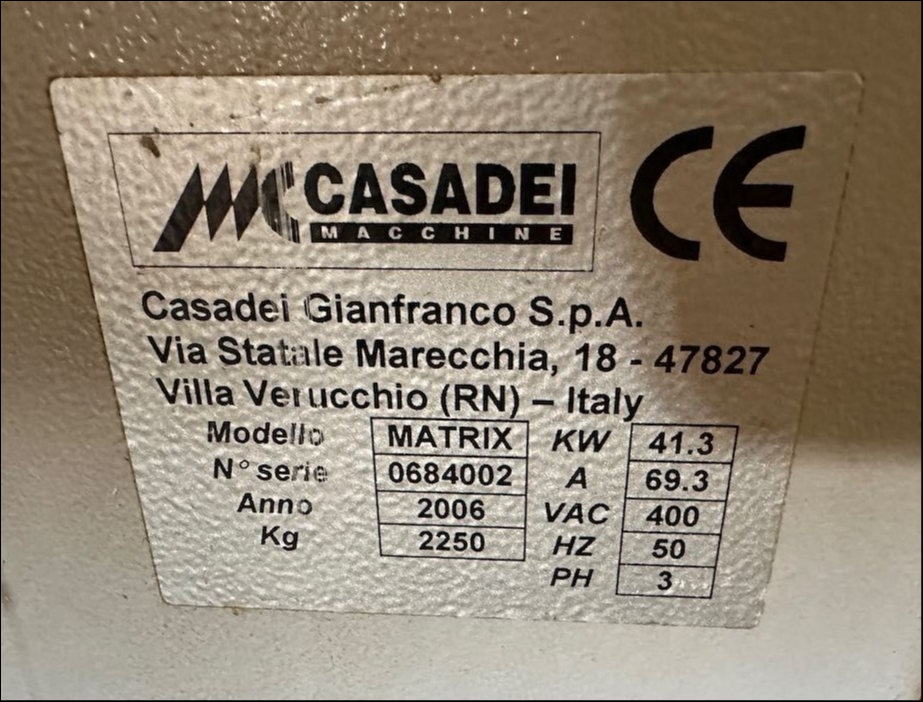 MC CASADEI
MACCHINE
CE
Casadei Gianfranco S.p.A.
Via Statale Marecchia, 18 - 47827
Villa Verucchio (RN) – Italy
Modello MATRIX KW 41.3
N° serie 0684002 A 69.3
Anno 2006 VAC 400
Kg 2250 HZ 50
PH 3